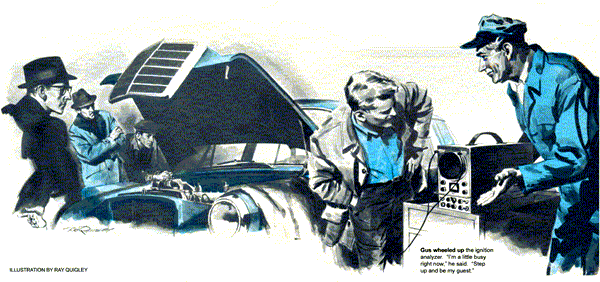 Gus wheeled up the ignition
analyzer. "I'm a little busy
right now," he said. "Step
up and be my guest."
ILLUSTRATION BY RAY QUIGLEY